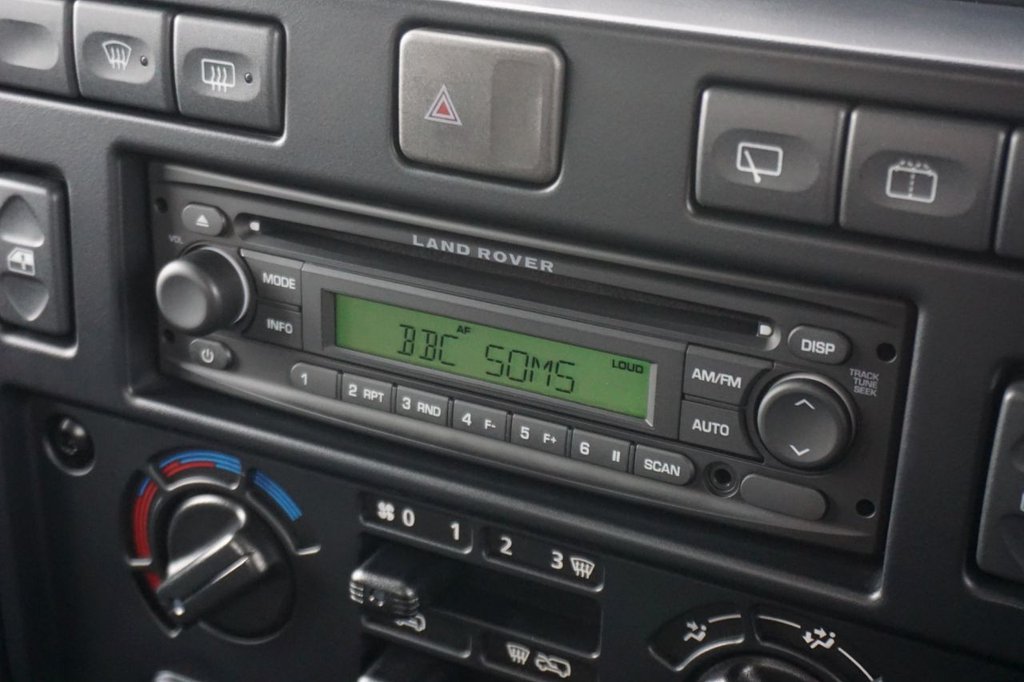 LAND ROVER
VOL
MODE
INFO
AF
LOUD
BBC SOMS
DISP
AM/FM
AUTO
TRACK
TUNE
SEEK
1
2 RPT
3 RND
4 F-
5 F+
6
SCAN
0 1 2 3